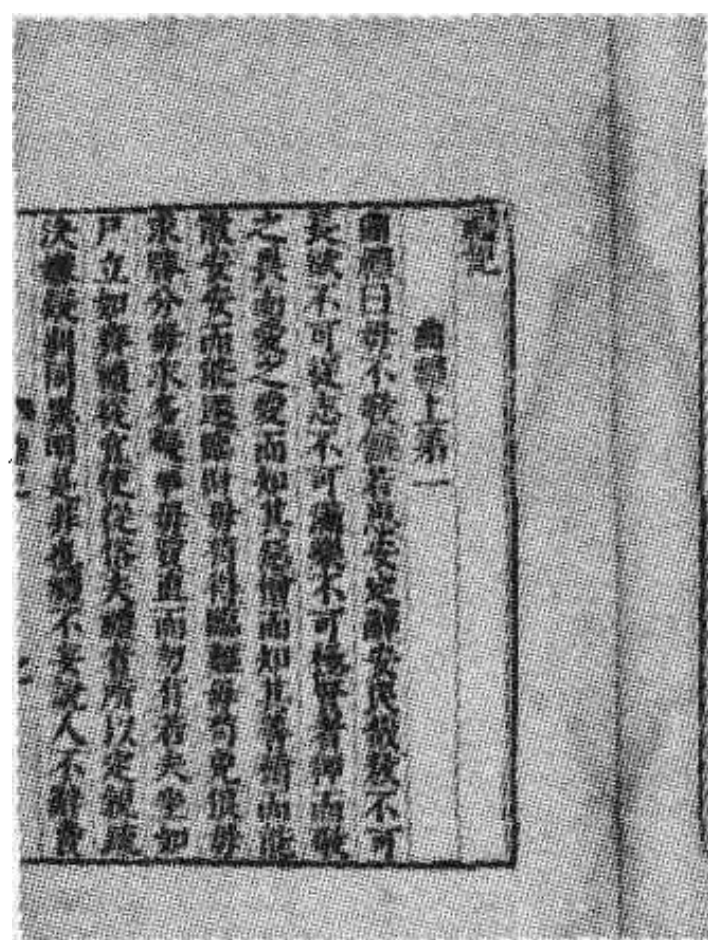 禮記
曲禮上第一
曲禮曰毋不敬儼若思安定辭安民哉敖不可
長欲不可從志不可滿樂不可極賢者狎而敬
之畏而愛之愛而知其惡憎而知其善積而能
散安安而能遷臨財毋苟得臨難毋苟免很毋
求勝分毋求多疑事毋質直而勿有若夫坐如
尸立如齊禮從宜使從俗夫禮者所以定親疏
決嫌疑別同異明是非也禮不妄說人不辭費